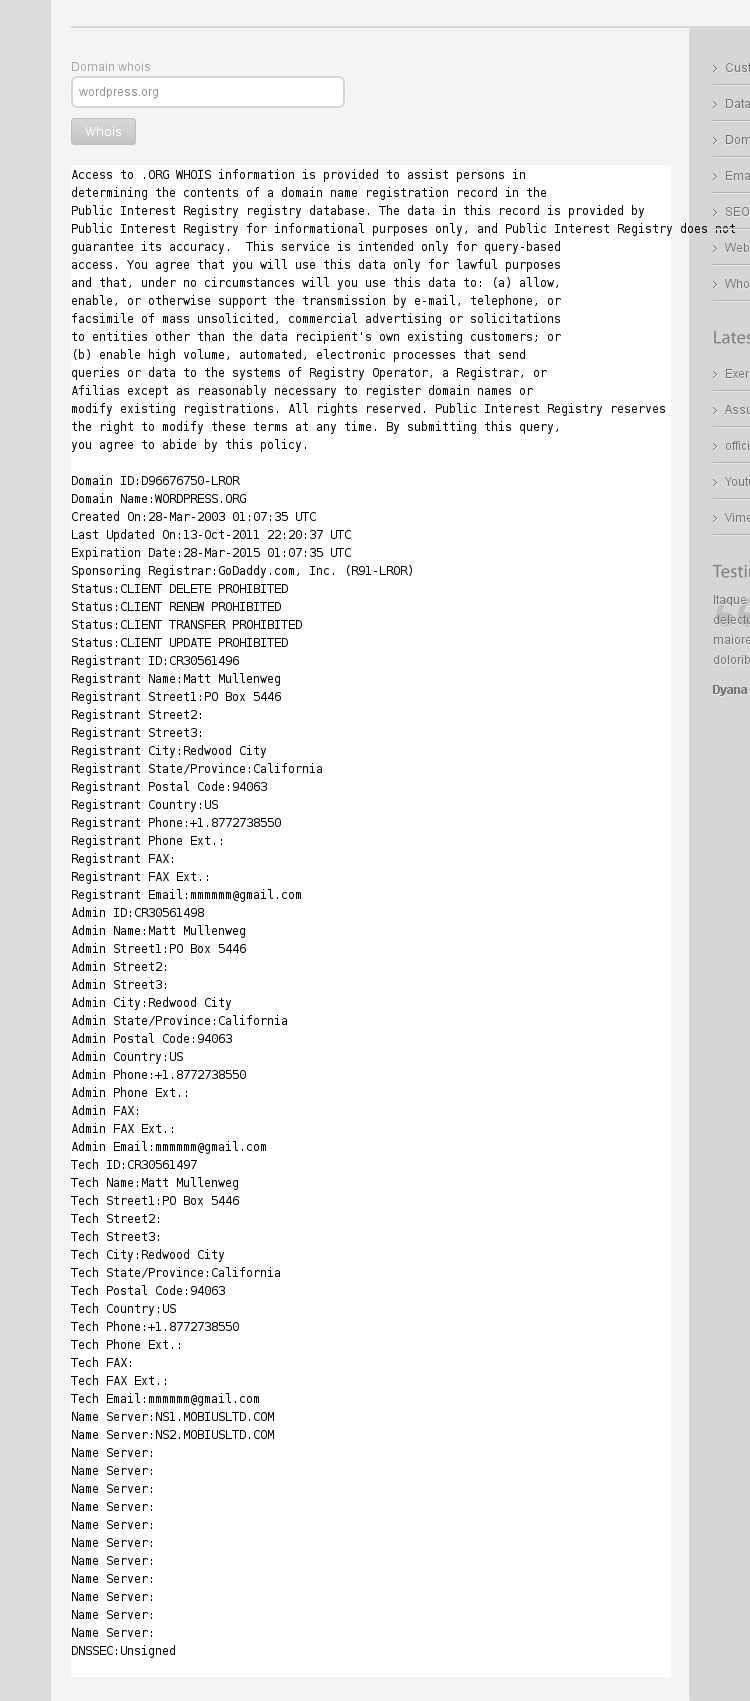 Domain whois
wordpress.org
Whois
Access to .ORG WHOIS information is provided to assist persons in
determining the contents of a domain name registration record in the
Public Interest Registry registry database. The data in this record is provided by
Public Interest Registry for informational purposes only, and Public Interest Registry does not
guarantee its accuracy.  This service is intended only for query-based
access. You agree that you will use this data only for lawful purposes
and that, under no circumstances will you use this data to: (a) allow,
enable, or otherwise support the transmission by e-mail, telephone, or
facsimile of mass unsolicited, commercial advertising or solicitations
to entities other than the data recipient's own existing customers; or
(b) enable high volume, automated, electronic processes that send
queries or data to the systems of Registry Operator, a Registrar, or
Afilias except as reasonably necessary to register domain names or
modify existing registrations. All rights reserved. Public Interest Registry reserves
the right to modify these terms at any time. By submitting this query,
you agree to abide by this policy.
Domain ID:D96676750-LROR
Domain Name:WORDPRESS.ORG
Created On:28-Mar-2003 01:07:35 UTC
Last Updated On:13-Oct-2011 22:20:37 UTC
Expiration Date:28-Mar-2015 01:07:35 UTC
Sponsoring Registrar:GoDaddy.com, Inc. (R91-LROR)
Status:CLIENT DELETE PROHIBITED
Status:CLIENT RENEW PROHIBITED
Status:CLIENT TRANSFER PROHIBITED
Status:CLIENT UPDATE PROHIBITED
Registrant ID:CR30561496
Registrant Name:Matt Mullenweg
Registrant Street1:PO Box 5446
Registrant Street2:
Registrant Street3:
Registrant City:Redwood City
Registrant State/Province:California
Registrant Postal Code:94063
Registrant Country:US
Registrant Phone:+1.8772738550
Registrant Phone Ext.:
Registrant FAX:
Registrant FAX Ext.:
Registrant Email:mmmmmm@gmail.com
Admin ID:CR30561498
Admin Name:Matt Mullenweg
Admin Street1:PO Box 5446
Admin Street2:
Admin Street3:
Admin City:Redwood City
Admin State/Province:California
Admin Postal Code:94063
Admin Country:US
Admin Phone:+1.8772738550
Admin Phone Ext.:
Admin FAX:
Admin FAX Ext.:
Admin Email:mmmmmm@gmail.com
Tech ID:CR30561497
Tech Name:Matt Mullenweg
Tech Street1:PO Box 5446
Tech Street2:
Tech Street3:
Tech City:Redwood City
Tech State/Province:California
Tech Postal Code:94063
Tech Country:US
Tech Phone:+1.8772738550
Tech Phone Ext.:
Tech FAX:
Tech FAX Ext.:
Tech Email:mmmmmm@gmail.com
Name Server:NS1.MOBIUSLTD.COM
Name Server:NS2.MOBIUSLTD.COM
Name Server:
Name Server:
Name Server:
Name Server:
Name Server:
Name Server:
Name Server:
Name Server:
Name Server:
Name Server:
Name Server:
DNSSEC:Unsigned
Cust
Data
Dom
Ema
SEO
Web
Who
Lates
Exer
Assu
offici
Yout
Vime
Testin
Itaque
delectu
maiore
dolorib
Dyana